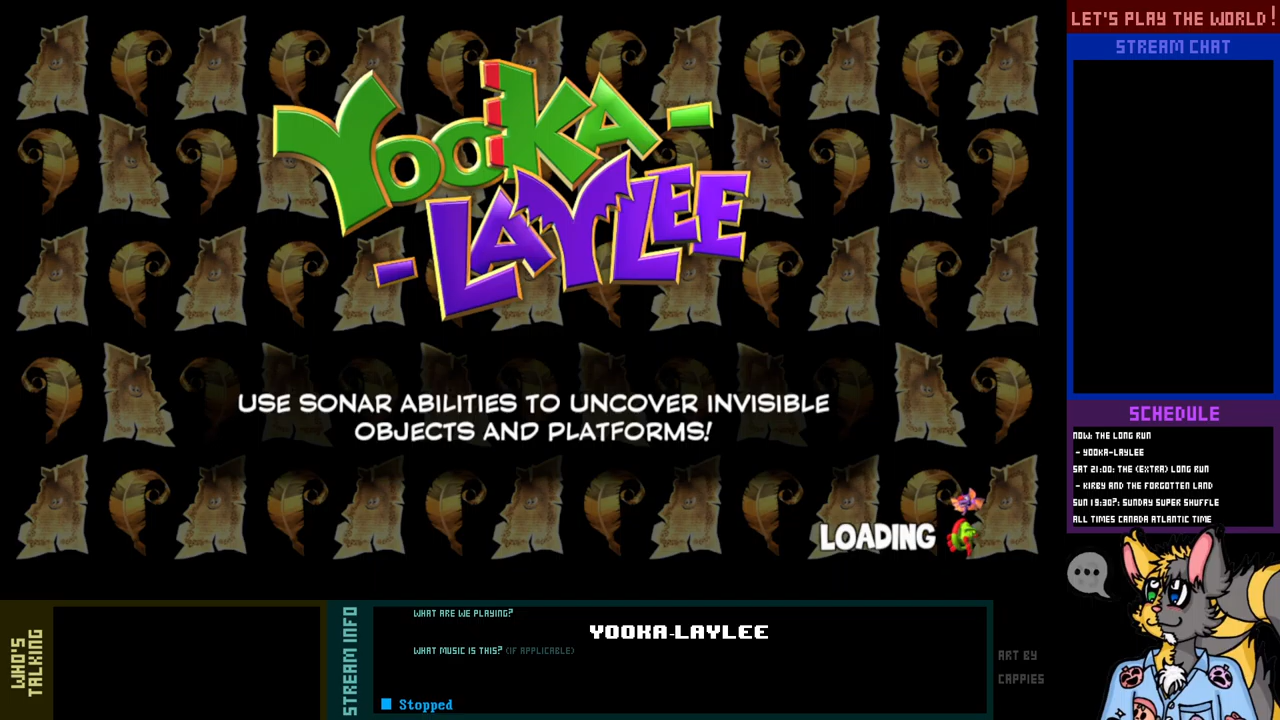 YOOKA-
-LAYLEE
USE SONAR ABILITIES TO UNCOVER INVISIBLE
OBJECTS AND PLATFORMS!
LOADING
LET'S PLAY THE WORLD!
STREAM CHAT
SCHEDULE
NOW: THE LONG RUN
- YOOKA-LAYLEE
SAT 21:00: THE (EXTRA) LONG RUN
- KIRBY AND THE FORGOTTEN LAND
SUN 19:30?: SUNDAY SUPER SHUFFLE
ALL TIMES CANADA ATLANTIC TIME
WHO'S
TALKING
STREAM INFO
WHAT ARE WE PLAYING?
YOOKA-LAYLEE
WHAT MUSIC IS THIS? (IF APPLICABLE)
Stopped
ART BY
CAPPIES